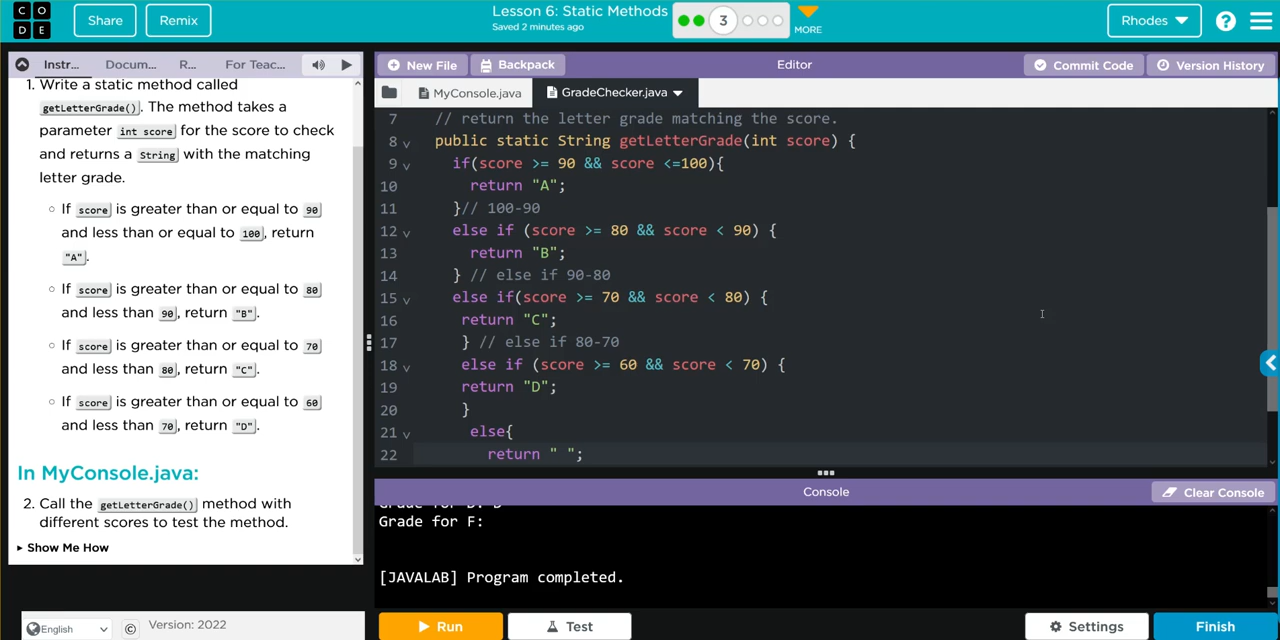 C O
D E
Share
Remix
Lesson 6: Static Methods
Saved 2 minutes ago
3
MORE
Rhodes
?
Instr...
Docum...
R...
For Teac...
1. Write a static method called
getLetterGrade(). The method takes a
parameter int score for the score to check
and returns a String with the matching
letter grade.
If score is greater than or equal to 90
and less than or equal to 100, return
"A".
If score is greater than or equal to 80
and less than 90, return "B".
If score is greater than or equal to 70
and less than 80, return "C".
If score is greater than or equal to 60
and less than 70, return "D".
In MyConsole.java:
2. Call the getLetterGrade() method with
different scores to test the method.
Show Me How
English
© Version: 2022
New File
Backpack
Editor
Commit Code
Version History
MyConsole.java
GradeChecker.java
7 // return the letter grade matching the score.
8 public static String getLetterGrade(int score) {
9 if(score >= 90 && score <=100){
10 return "A";
11 }// 100-90
12 else if (score >= 80 && score < 90) {
13 return "B";
14 } // else if 90-80
15 else if(score >= 70 && score < 80) {
16 return "C";
17 } // else if 80-70
18 else if (score >= 60 && score < 70) {
19 return "D";
20 }
21 else{
22 return " ";
Console
Clear Console
Grade for D: D
Grade for F:
[JAVALAB] Program completed.
Run
Test
Settings
Finish